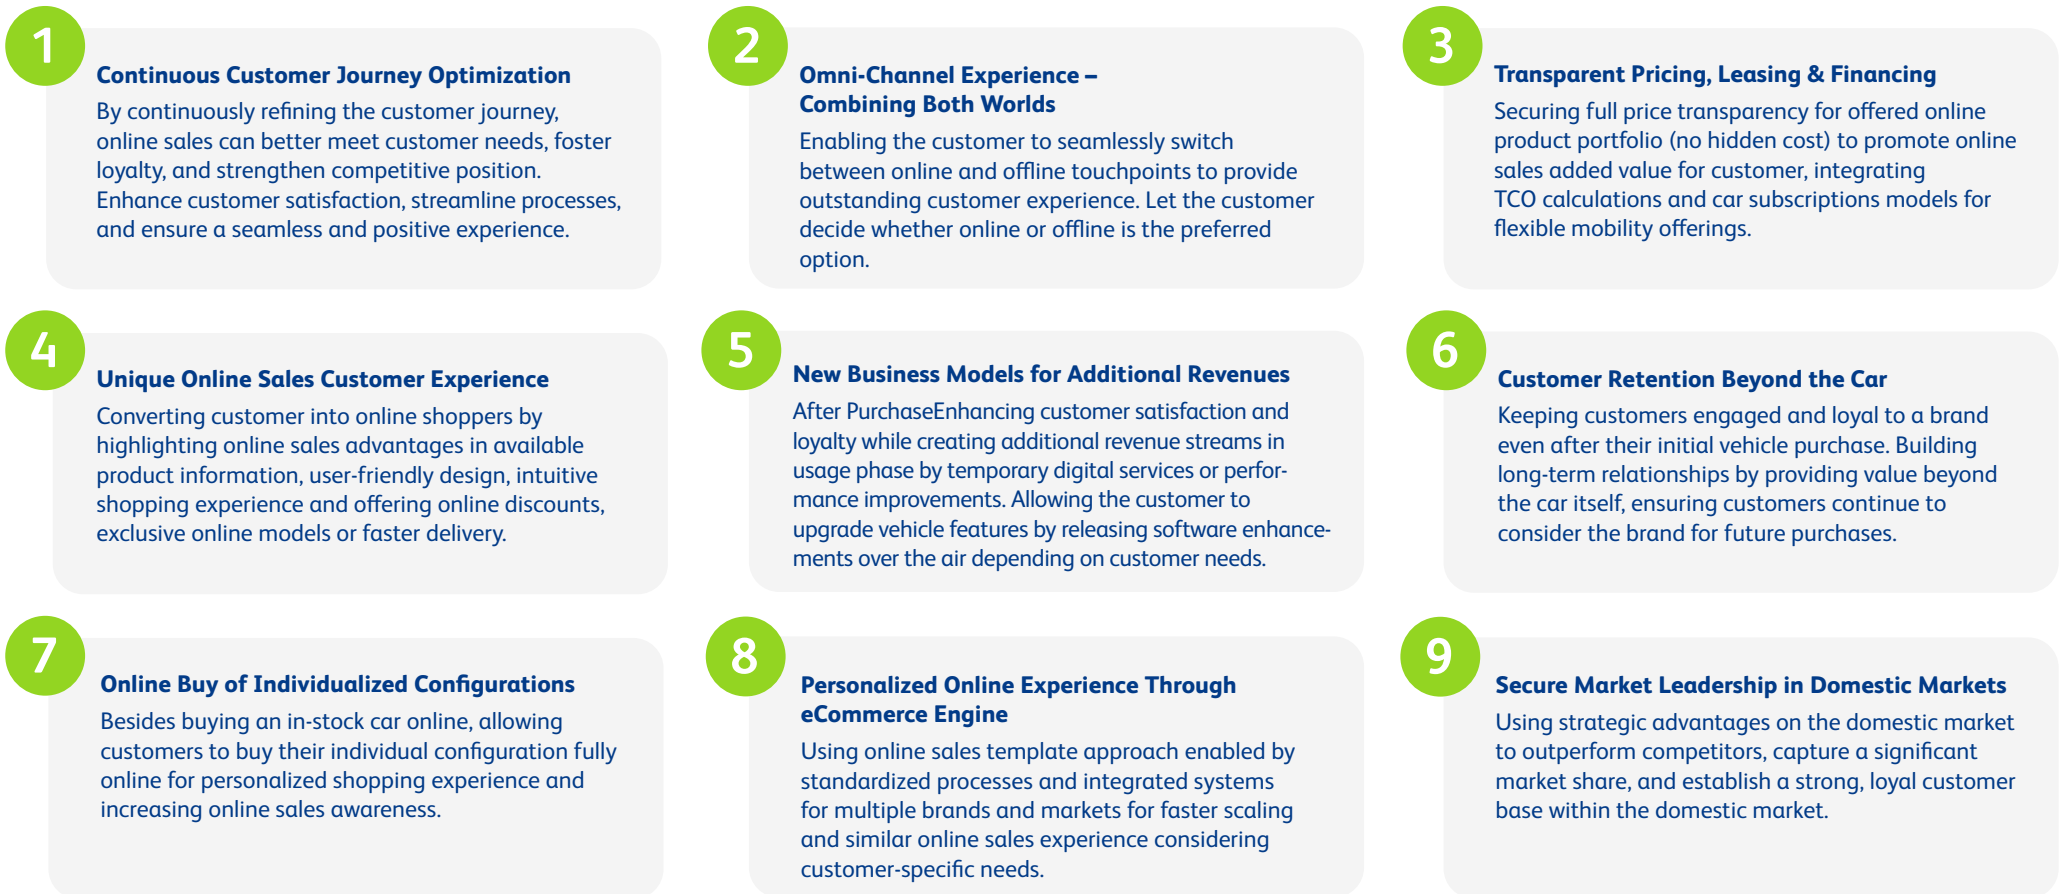 1
Continuous Customer Journey Optimization
By continuously refining the customer journey,
online sales can better meet customer needs, foster
loyalty, and strengthen competitive position.
Enhance customer satisfaction, streamline processes,
and ensure a seamless and positive experience.
2
Omni-Channel Experience –
Combining Both Worlds
Enabling the customer to seamlessly switch
between online and offline touchpoints to provide
outstanding customer experience. Let the customer
decide whether online or offline is the preferred
option.
3
Transparent Pricing, Leasing & Financing
Securing full price transparency for offered online
product portfolio (no hidden cost) to promote online
sales added value for customer, integrating
TCO calculations and car subscriptions models for
flexible mobility offerings.
4
Unique Online Sales Customer Experience
Converting customer into online shoppers by
highlighting online sales advantages in available
product information, user-friendly design, intuitive
shopping experience and offering online discounts,
exclusive online models or faster delivery.
5
New Business Models for Additional Revenues
After PurchaseEnhancing customer satisfaction and
loyalty while creating additional revenue streams in
usage phase by temporary digital services or perfor-
mance improvements. Allowing the customer to
upgrade vehicle features by releasing software enhance-
ments over the air depending on customer needs.
6
Customer Retention Beyond the Car
Keeping customers engaged and loyal to a brand
even after their initial vehicle purchase. Building
long-term relationships by providing value beyond
the car itself, ensuring customers continue to
consider the brand for future purchases.
7
Online Buy of Individualized Configurations
Besides buying an in-stock car online, allowing
customers to buy their individual configuration fully
online for personalized shopping experience and
increasing online sales awareness.
8
Personalized Online Experience Through
eCommerce Engine
Using online sales template approach enabled by
standardized processes and integrated systems
for multiple brands and markets for faster scaling
and similar online sales experience considering
customer-specific needs.
9
Secure Market Leadership in Domestic Markets
Using strategic advantages on the domestic market
to outperform competitors, capture a significant
market share, and establish a strong, loyal customer
base within the domestic market.